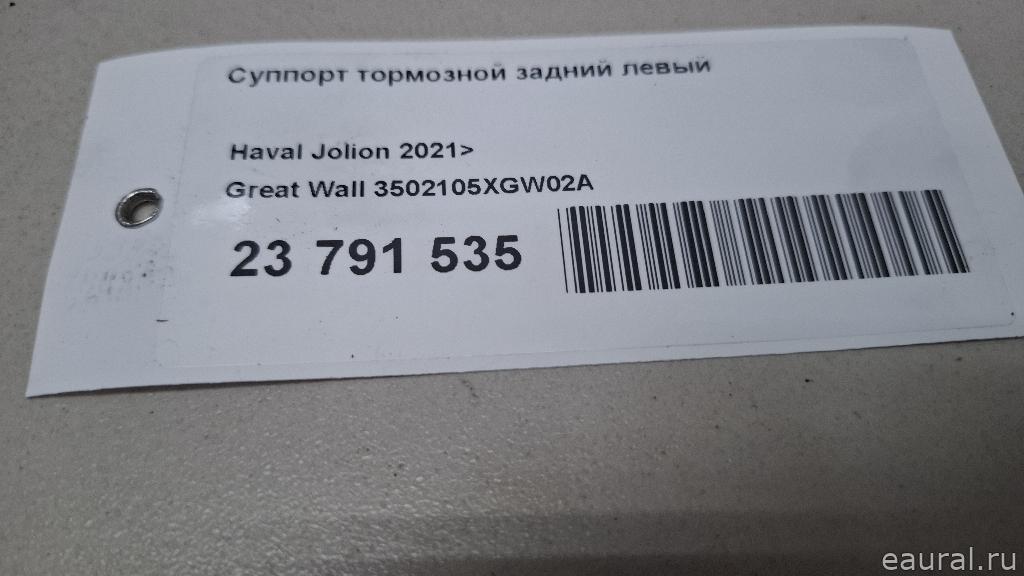 Суппорт тормозной задний левый
Haval Jolion 2021>
Great Wall 3502105XGW02A
23 791 535
eaural.ru